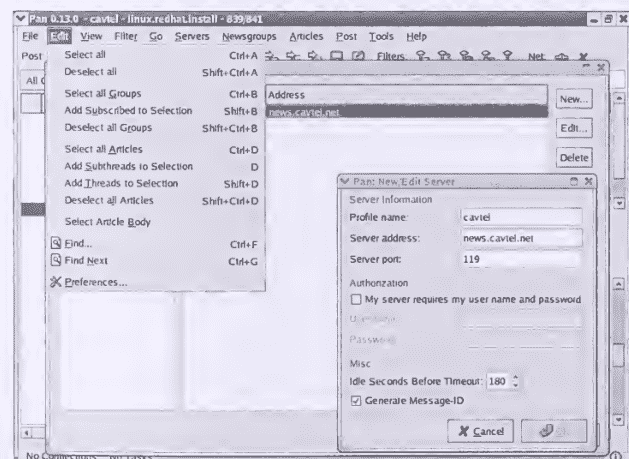 Pan 0.13.0 - cavtel - linux.redhat.install - 839/841
File Edit View Filter Go Servers Newsgroups Articles Post Tools Help
Post
Filters:
Net:
All G
Select all Ctrl+A
Deselect all Shift+Ctrl+A
Select all Groups Ctrl+B
Add Subscribed to Selection Shift+B
Deselect all Groups Shift+Ctrl+B
Select all Articles Ctrl+D
Add Subthreads to Selection D
Add Threads to Selection Shift+D
Deselect all Articles Shift+Ctrl+D
Select Article Body
Find... Ctrl+F
Find Next Ctrl+G
Preferences...
Address
news.cavtel.net
New...
Edit...
Delete
Pan: New/Edit Server
Server Information
Profile name: cavtel
Server address: news.cavtel.net
Server port: 119
Authorization
My server requires my user name and password
Username:
Password:
Misc
Idle Seconds Before Timeout: 180
Generate Message-ID
Cancel
No Connections No Tasks